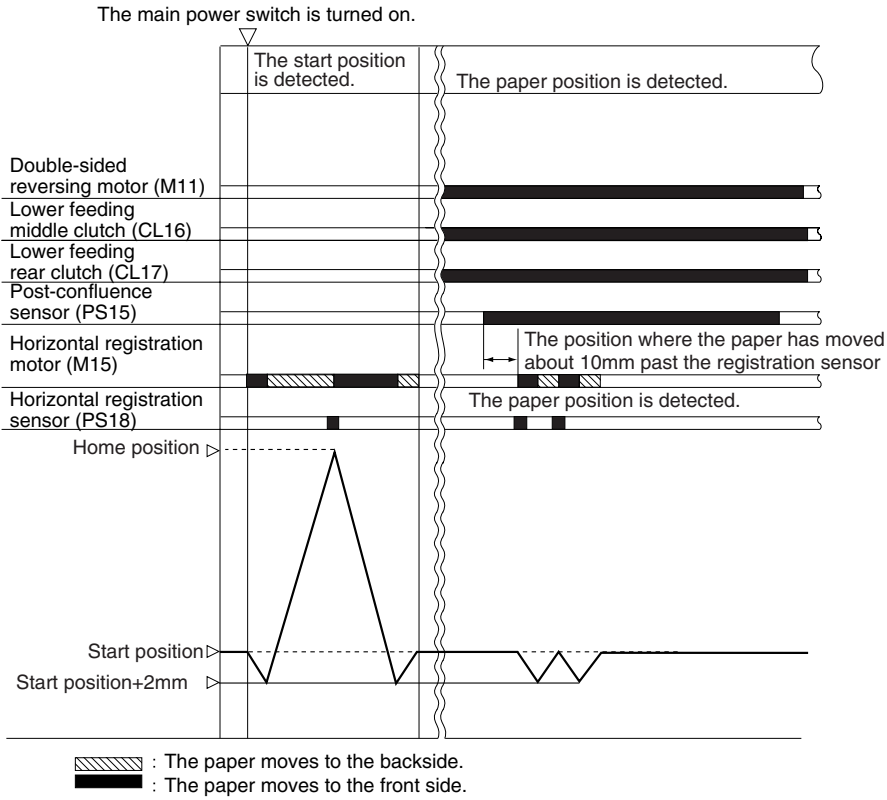 The main power switch is turned on.
The start position
is detected.
The paper position is detected.
Double-sided
reversing motor (M11)
Lower feeding
middle clutch (CL16)
Lower feeding
rear clutch (CL17)
Post-confluence
sensor (PS15)
The position where the paper has moved
about 10mm past the registration sensor
Horizontal registration
motor (M15)
Horizontal registration
sensor (PS18)
The paper position is detected.
Home position
Start position
Start position+2mm
: The paper moves to the backside.
: The paper moves to the front side.